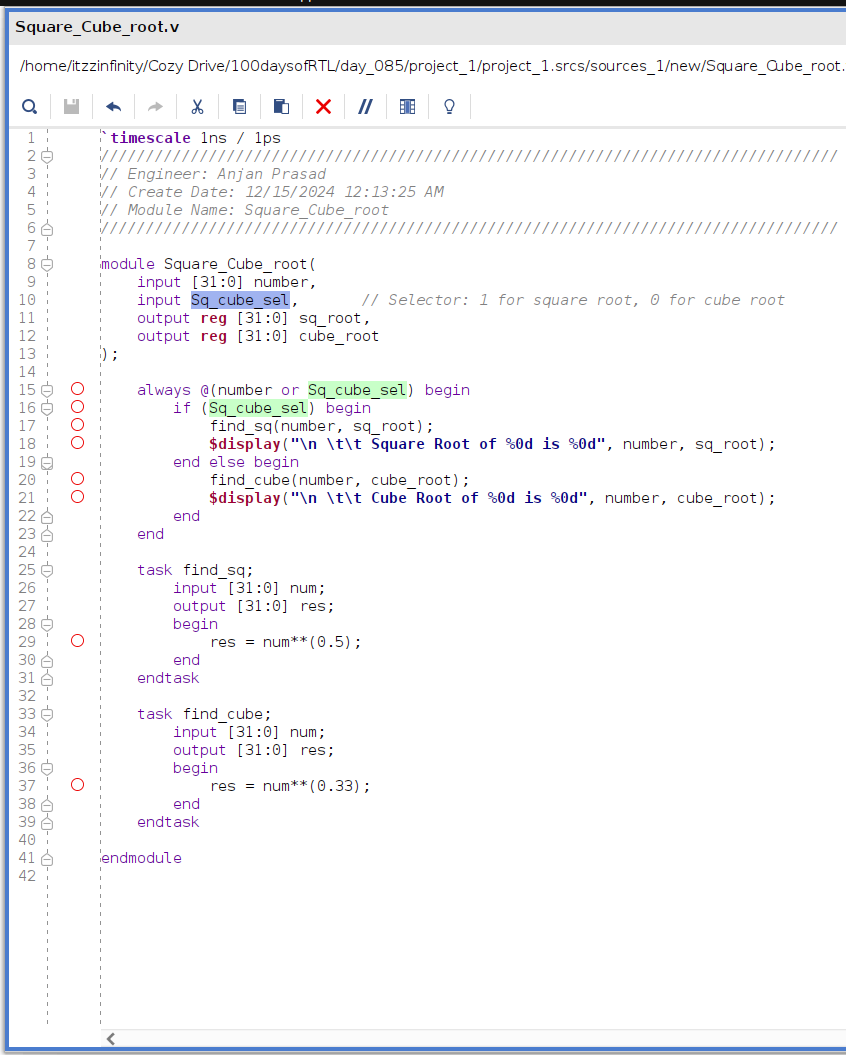 Square_Cube_root.v
/home/itzzinfinity/Cozy Drive/100daysofRTL/day_085/project_1/project_1.srcs/sources_1/new/Square_Cube_root.
1 `timescale 1ns / 1ps
2 //////////////////////////////////////////////////////////////////////////////////
3 // Engineer: Anjan Prasad
4 // Create Date: 12/15/2024 12:13:25 AM
5 // Module Name: Square_Cube_root
6 //////////////////////////////////////////////////////////////////////////////////
7
8 module Square_Cube_root(
9     input [31:0] number,
10     input Sq_cube_sel,       // Selector: 1 for square root, 0 for cube root
11     output reg [31:0] sq_root,
12     output reg [31:0] cube_root
13 );
14
15     always @(number or Sq_cube_sel) begin
16         if (Sq_cube_sel) begin
17             find_sq(number, sq_root);
18             $display("\n \t\t Square Root of %0d is %0d", number, sq_root);
19         end else begin
20             find_cube(number, cube_root);
21             $display("\n \t\t Cube Root of %0d is %0d", number, cube_root);
22         end
23     end
24
25     task find_sq;
26         input [31:0] num;
27         output [31:0] res;
28         begin
29             res = num**(0.5);
30         end
31     endtask
32
33     task find_cube;
34         input [31:0] num;
35         output [31:0] res;
36         begin
37             res = num**(0.33);
38         end
39     endtask
40
41 endmodule
42